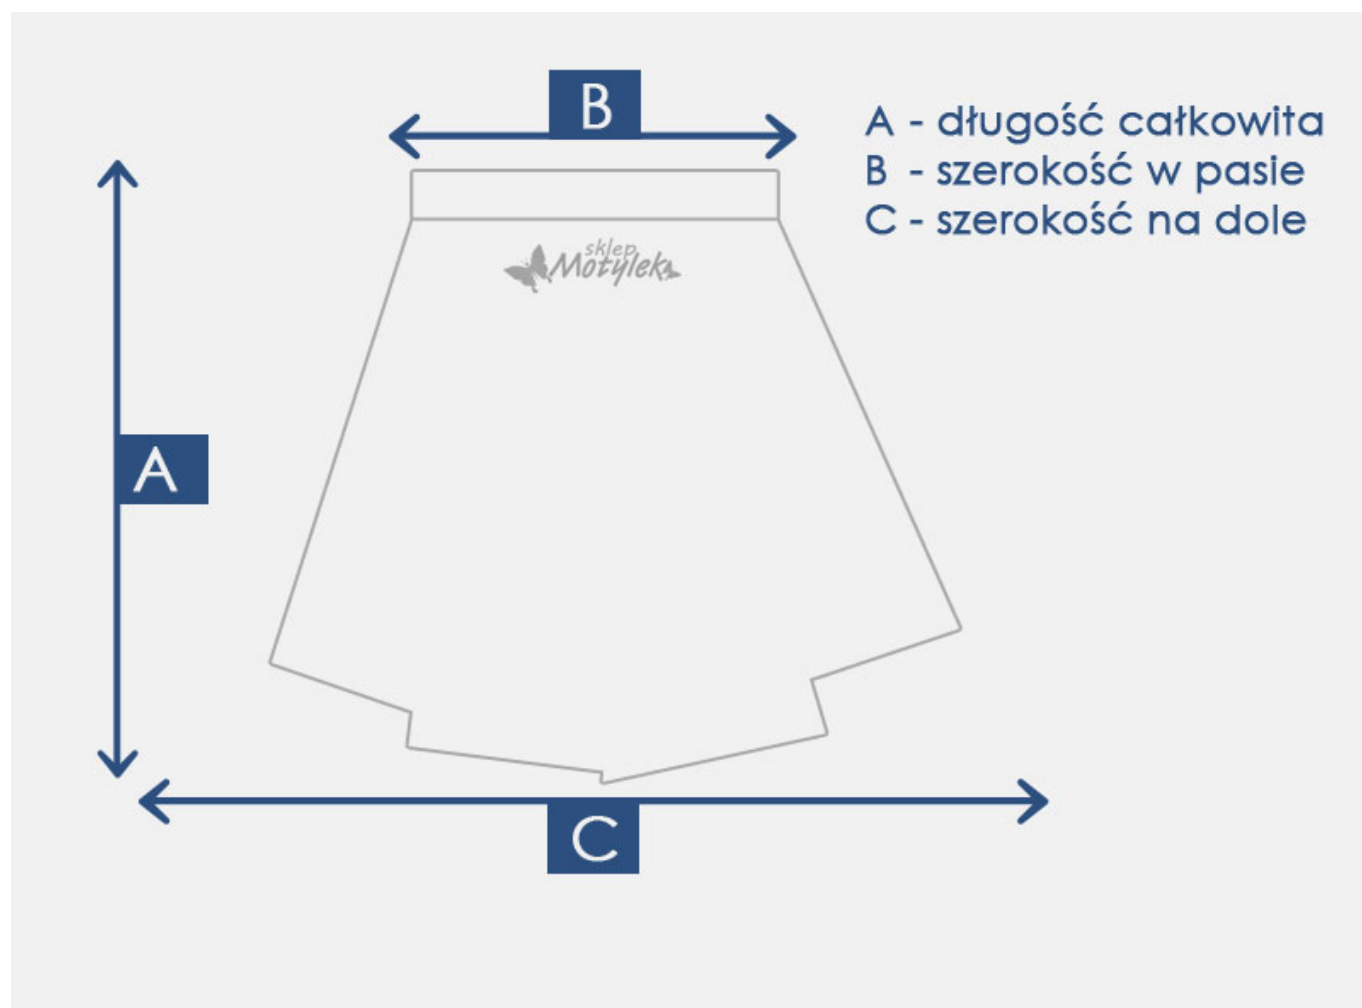 B
A - długość całkowita
B - szerokość w pasie
C - szerokość na dole
sklep
Motylek
A
C